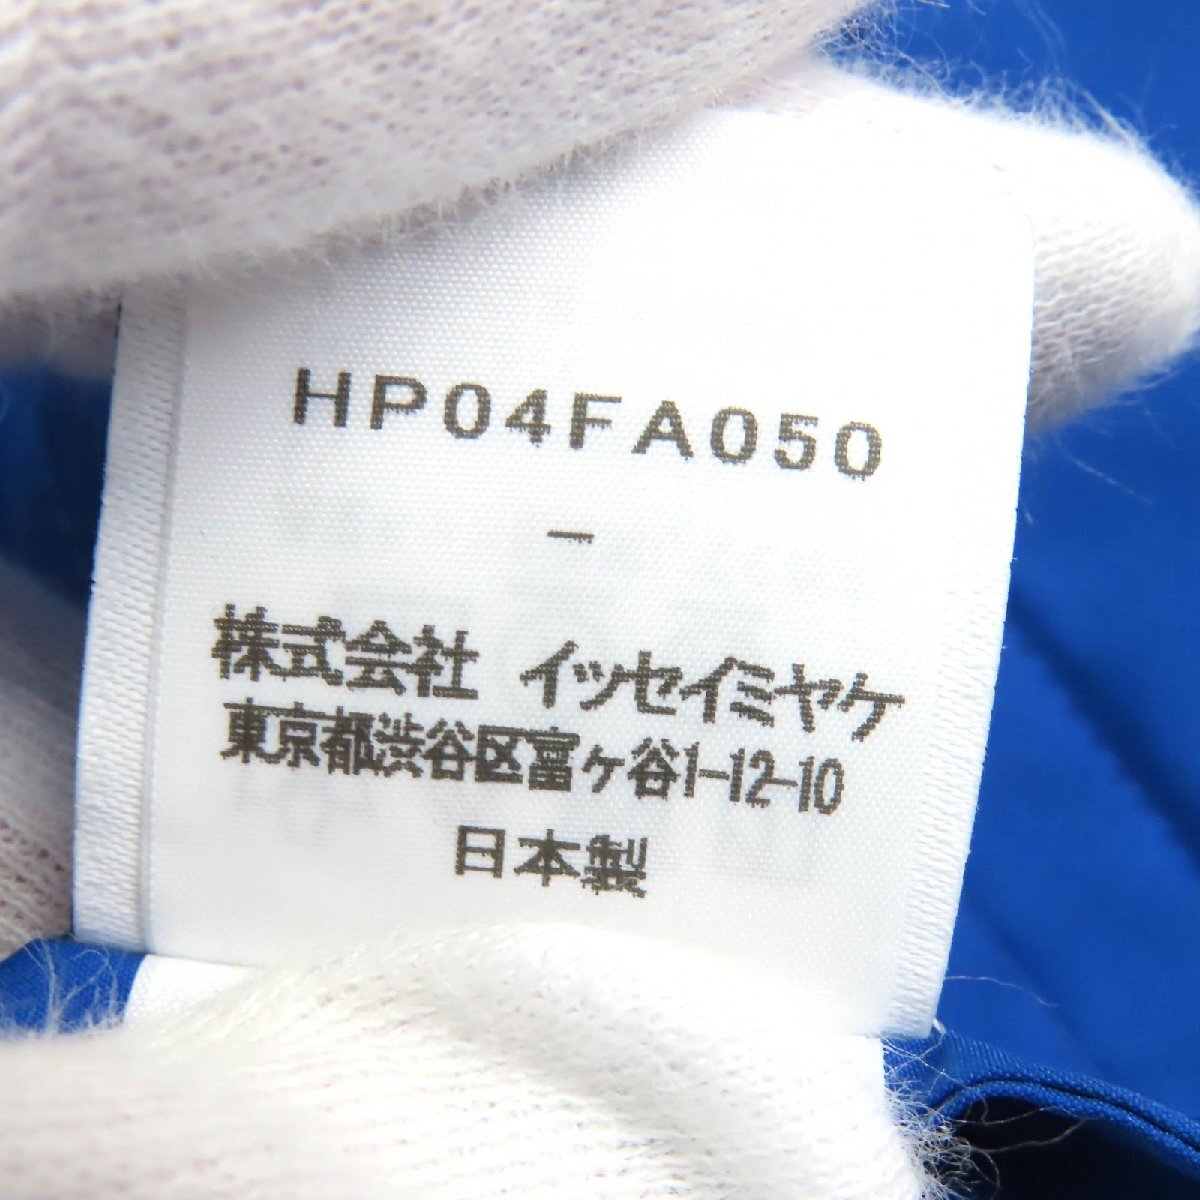 HP04FA050
-
株式会社 イッセイミヤケ
東京都渋谷区富ヶ谷1-12-10
日本製